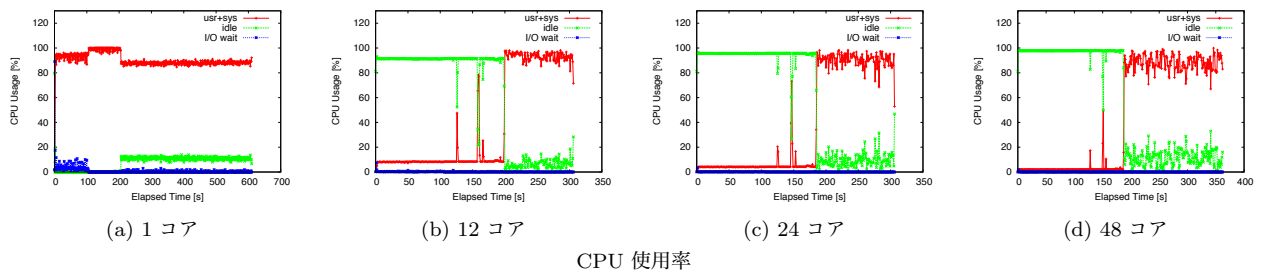 usr+sys
idle
I/O wait
CPU Usage [%]
120
100
80
60
40
20
0
0 100 200 300 400 500 600 700
Elapsed Time [s]
(a) 1 コア
usr+sys
idle
I/O wait
CPU Usage [%]
120
100
80
60
40
20
0
0 50 100 150 200 250 300 350
Elapsed Time [s]
(b) 12 コア
usr+sys
idle
I/O wait
CPU Usage [%]
120
100
80
60
40
20
0
0 50 100 150 200 250 300 350
Elapsed Time [s]
(c) 24 コア
usr+sys
idle
I/O wait
CPU Usage [%]
120
100
80
60
40
20
0
0 50 100 150 200 250 300 350 400
Elapsed Time [s]
(d) 48 コア
CPU 使用率